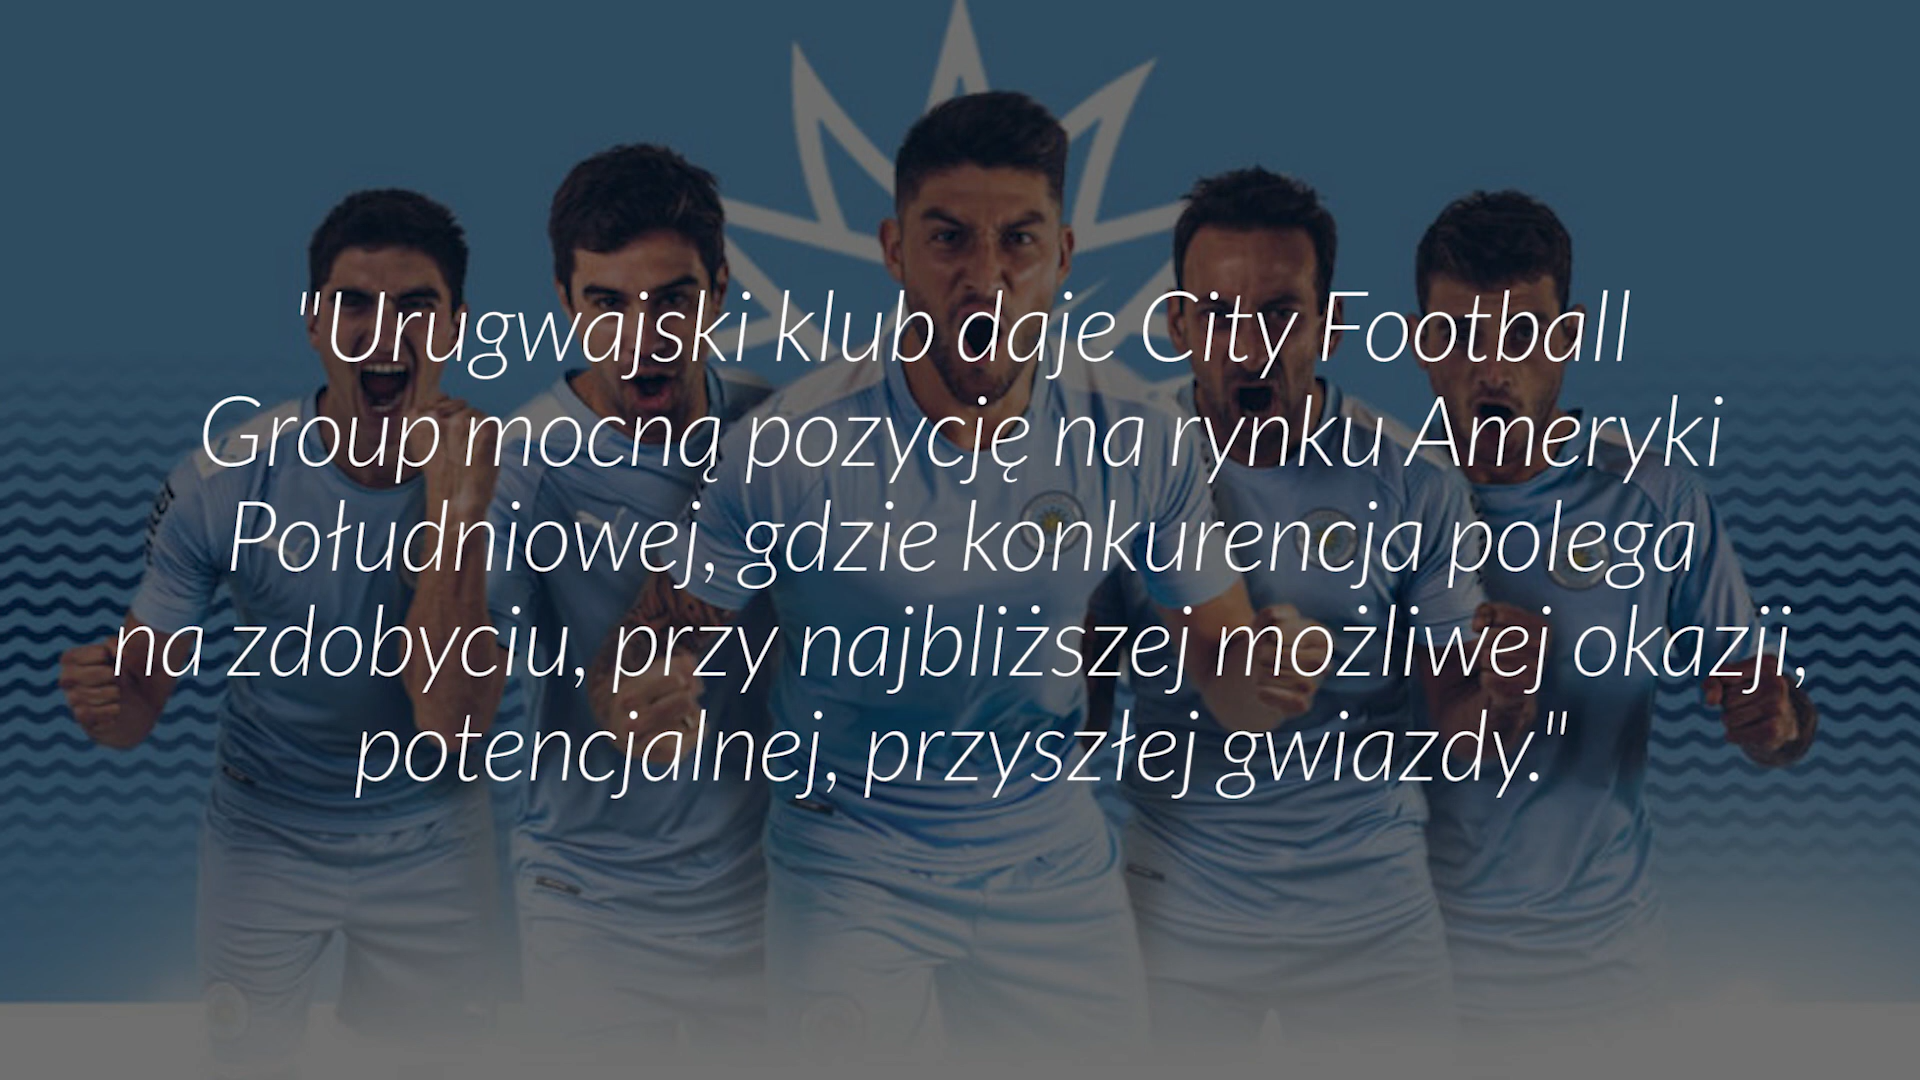 "Urugwajski klub daje City Football
Group mocną pozycję na rynku Ameryki
Południowej, gdzie konkurencja polega
na zdobyciu, przy najbliższej możliwej okazji,
potencjalnej, przyszłej gwiazdy."